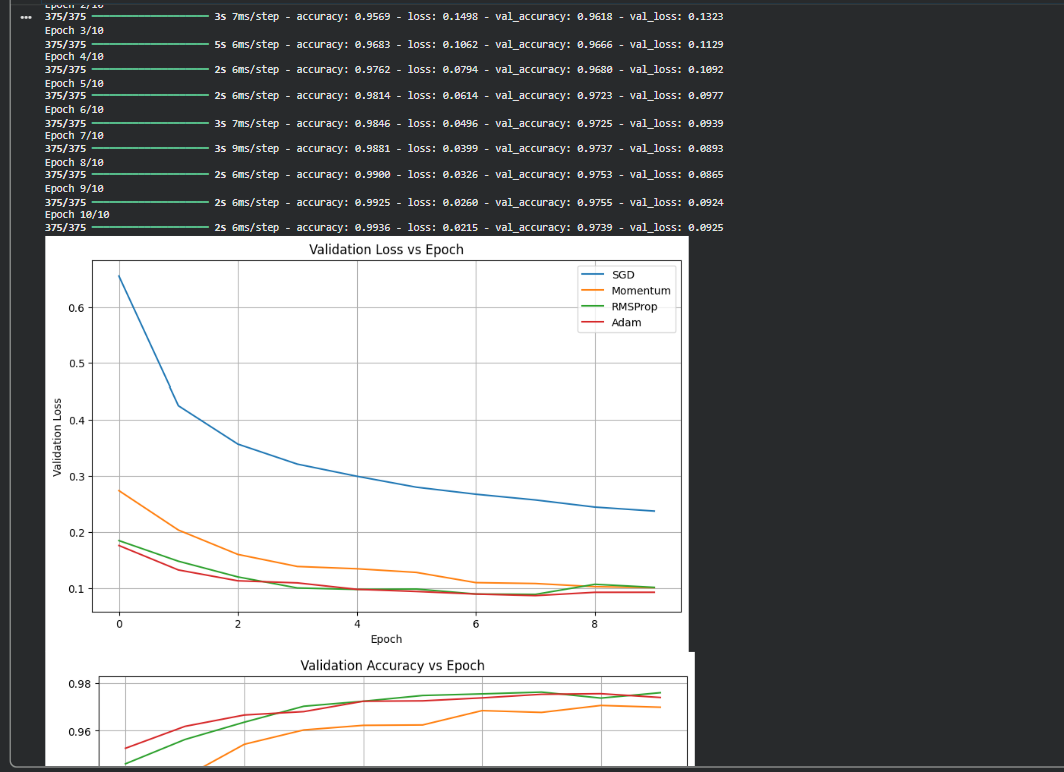 Epoch 2/10
375/375 ━━━━━━━━━━━━━━━━━━━━ 3s 7ms/step - accuracy: 0.9569 - loss: 0.1498 - val_accuracy: 0.9618 - val_loss: 0.1323
Epoch 3/10
375/375 ━━━━━━━━━━━━━━━━━━━━ 5s 6ms/step - accuracy: 0.9683 - loss: 0.1062 - val_accuracy: 0.9666 - val_loss: 0.1129
Epoch 4/10
375/375 ━━━━━━━━━━━━━━━━━━━━ 2s 6ms/step - accuracy: 0.9762 - loss: 0.0794 - val_accuracy: 0.9680 - val_loss: 0.1092
Epoch 5/10
375/375 ━━━━━━━━━━━━━━━━━━━━ 2s 6ms/step - accuracy: 0.9814 - loss: 0.0614 - val_accuracy: 0.9723 - val_loss: 0.0977
Epoch 6/10
375/375 ━━━━━━━━━━━━━━━━━━━━ 3s 7ms/step - accuracy: 0.9846 - loss: 0.0496 - val_accuracy: 0.9725 - val_loss: 0.0939
Epoch 7/10
375/375 ━━━━━━━━━━━━━━━━━━━━ 3s 9ms/step - accuracy: 0.9881 - loss: 0.0399 - val_accuracy: 0.9737 - val_loss: 0.0893
Epoch 8/10
375/375 ━━━━━━━━━━━━━━━━━━━━ 2s 6ms/step - accuracy: 0.9900 - loss: 0.0326 - val_accuracy: 0.9753 - val_loss: 0.0865
Epoch 9/10
375/375 ━━━━━━━━━━━━━━━━━━━━ 2s 6ms/step - accuracy: 0.9925 - loss: 0.0260 - val_accuracy: 0.9755 - val_loss: 0.0924
Epoch 10/10
375/375 ━━━━━━━━━━━━━━━━━━━━ 2s 6ms/step - accuracy: 0.9936 - loss: 0.0215 - val_accuracy: 0.9739 - val_loss: 0.0925
Validation Loss vs Epoch
SGD
Momentum
RMSProp
Adam
0.6
0.5
0.4
0.3
0.2
0.1
Validation Loss
0 2 4 6 8
Epoch
Validation Accuracy vs Epoch
0.98
0.96